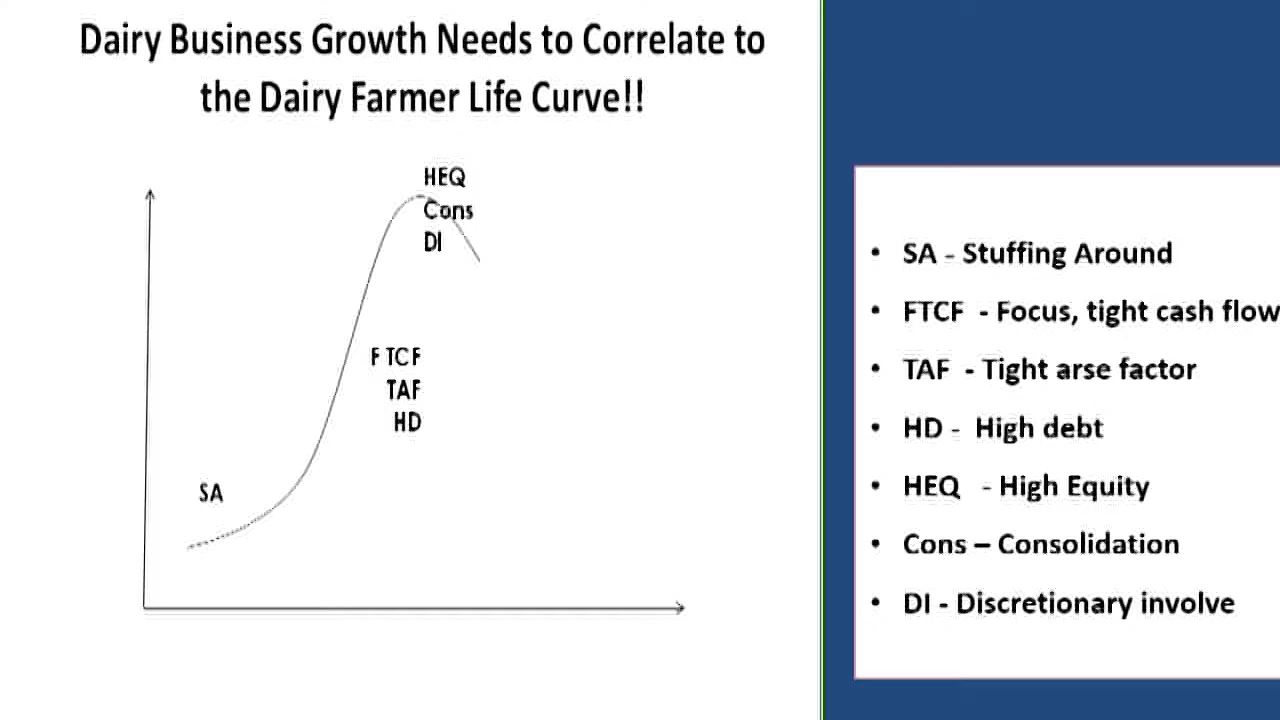 Dairy Business Growth Needs to Correlate to
the Dairy Farmer Life Curve!!
HEQ
Cons
DI
F TCF
TAF
HD
SA
• SA - Stuffing Around
• FTCF - Focus, tight cash flow
• TAF - Tight arse factor
• HD - High debt
• HEQ - High Equity
• Cons – Consolidation
• DI - Discretionary involve